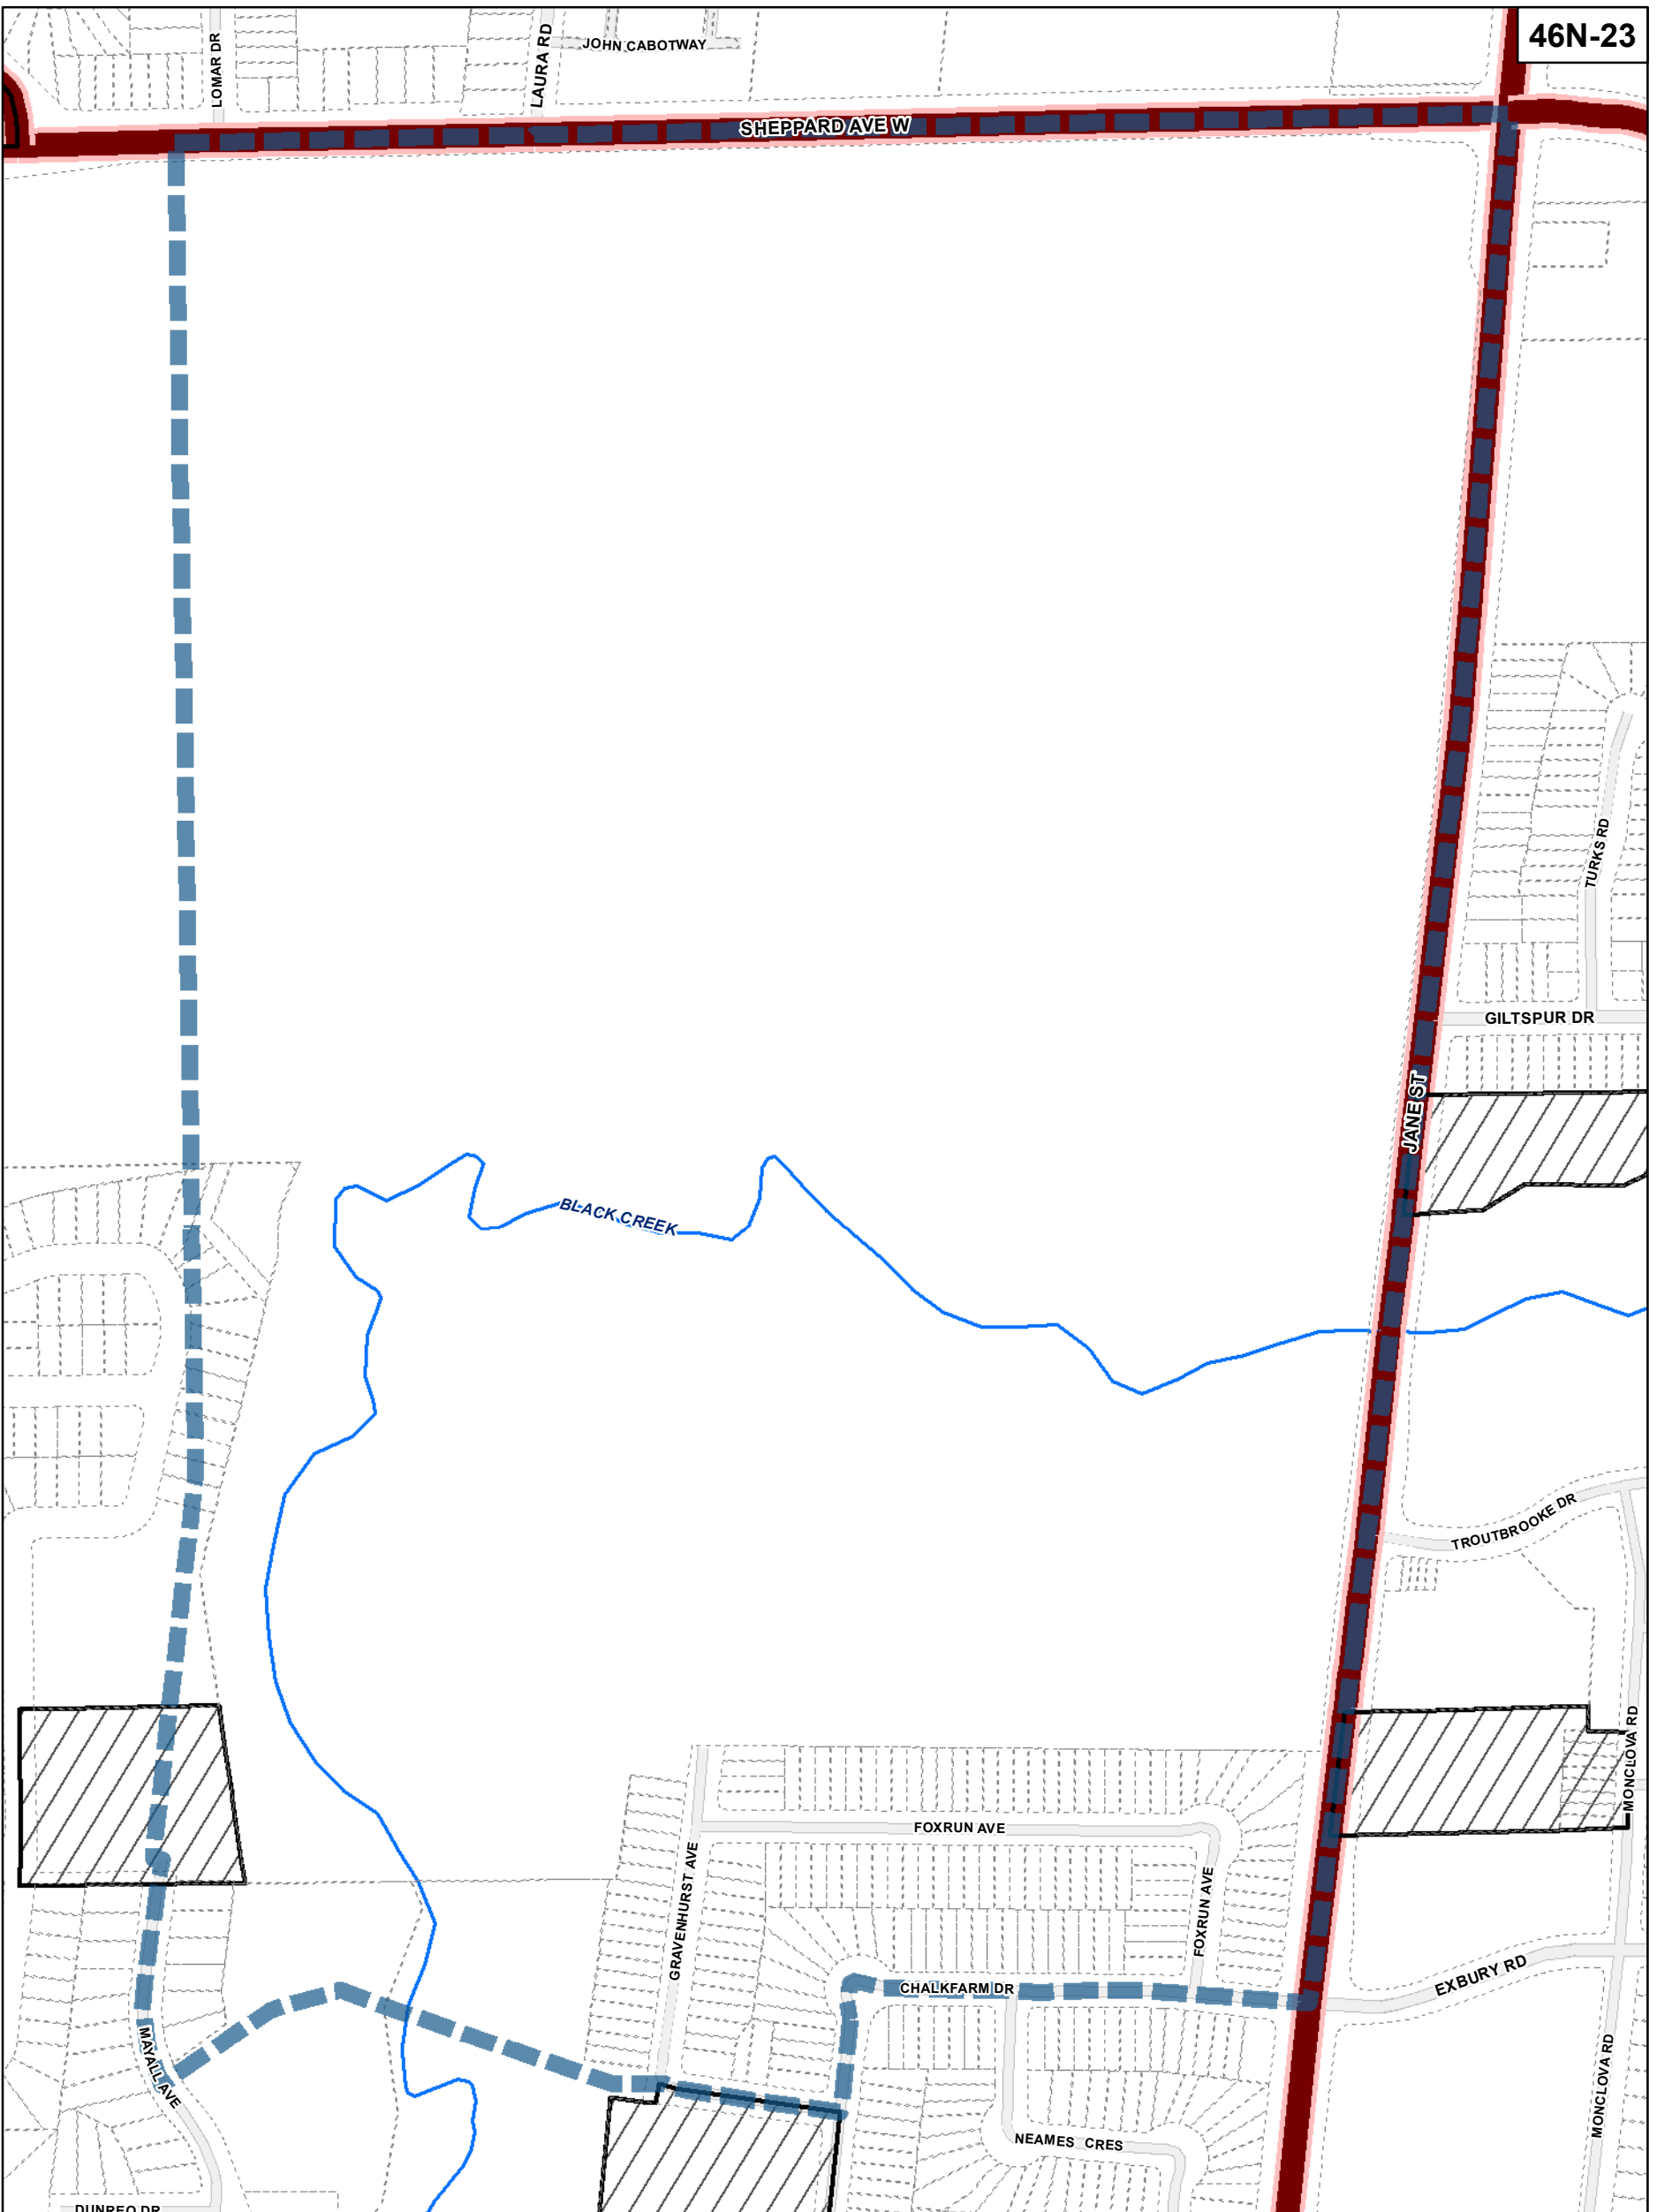 46N-23
LOMAR DR
LAURA RD
JOHN CABOTWAY
SHEPPARD AVE W
TURKS RD
GILTSPUR DR
JANE ST
BLACK CREEK
TROUTBROOKE DR
MONCLOVA RD
FOXRUN AVE
GRAVENHURST AVE
FOXRUN AVE
EXBURY RD
CHALKFARM DR
MAYALL AVE
MONCLOVA RD
NEAMES CRES
DUNREO DR